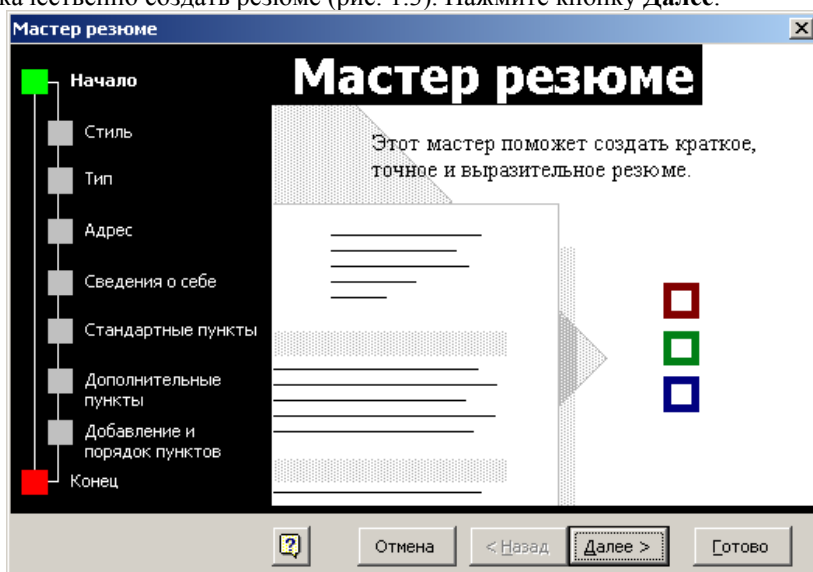 качественно создать резюме (рис. 1.3). Нажмите кнопку Далее.
Мастер резюме
Начало
Стиль
Тип
Адрес
Сведения о себе
Стандартные пункты
Дополнительные
пункты
Добавление и
порядок пунктов
Конец
Мастер резюме
Этот мастер поможет создать краткое,
точное и выразительное резюме.
Отмена
< Назад
Далее >
Готово